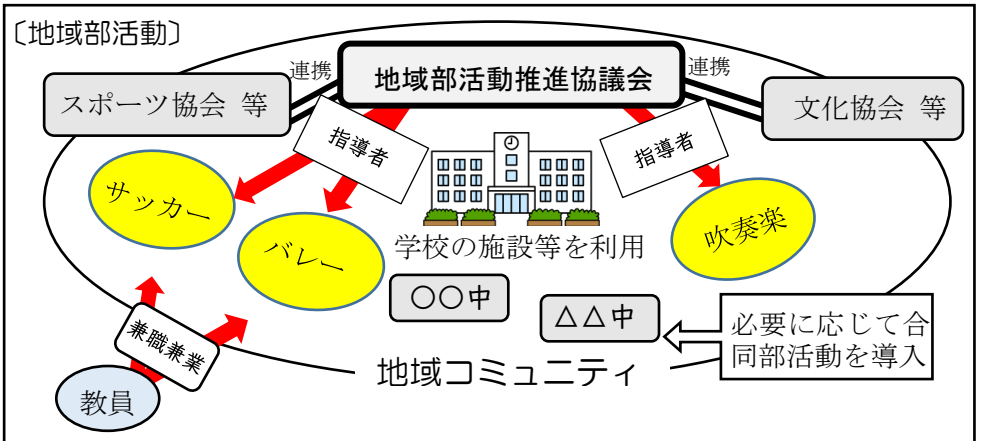 〔地域部活動〕
連携
地域部活動推進協議会
連携
スポーツ協会 等
文化協会 等
指導者
指導者
サッカー
バレー
吹奏楽
学校の施設等を利用
〇〇中
△△中
必要に応じて合
同部活動を導入
兼職兼業
地域コミュニティ
教員